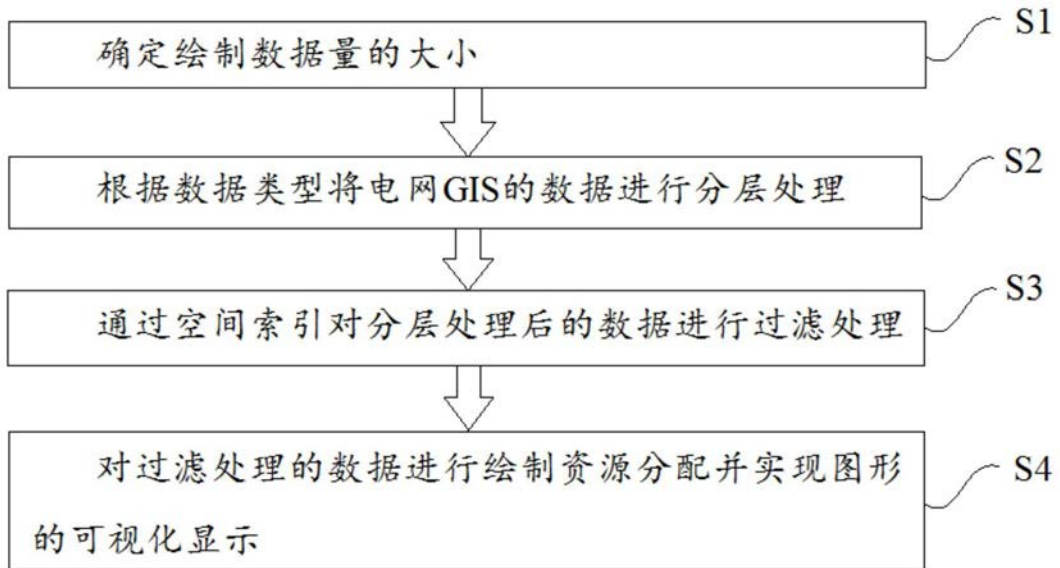 确定绘制数据量的大小
S1
根据数据类型将电网GIS的数据进行分层处理
S2
通过空间索引对分层处理后的数据进行过滤处理
S3
对过滤处理的数据进行绘制资源分配并实现图形
的可视化显示
S4